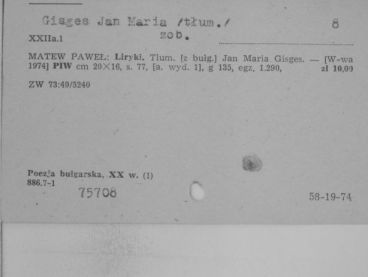 Gisges Jan Maria /tłum./ 8
XXIIa.1 zob.
MATEW PAWEŁ: Liryki. Tłum. [z bułg.] Jan Maria Gisges. — [W-wa
1974] PIW cm 20×16, s. 77, [a. wyd. 1], g 135, egz. 1.290, zł 10,00
ZW 73:49/5240
Poezja bułgarska, XX w. (1)
886.7-1
75708
58-19-74